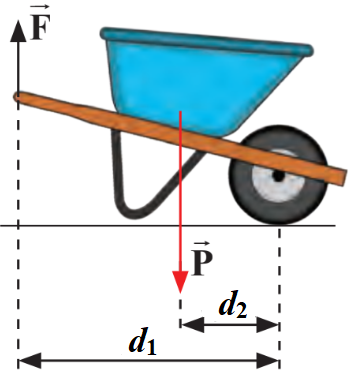 F⃗
P⃗
d₂
d₁